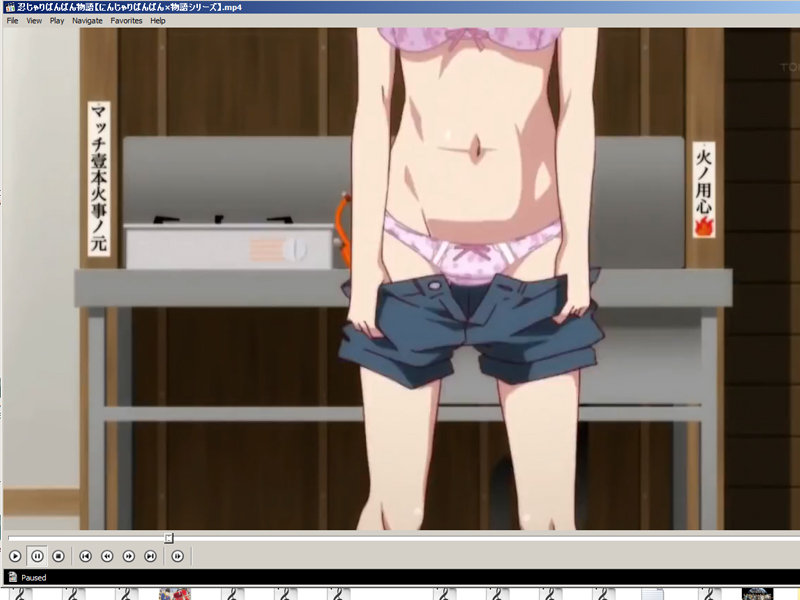 忍じゃりばんばん物語【にんじゃりばんばん×物語シリーズ】.mp4
File View Play Navigate Favorites Help
TO
マッチ壹本火事ノ元
火ノ用心
Paused